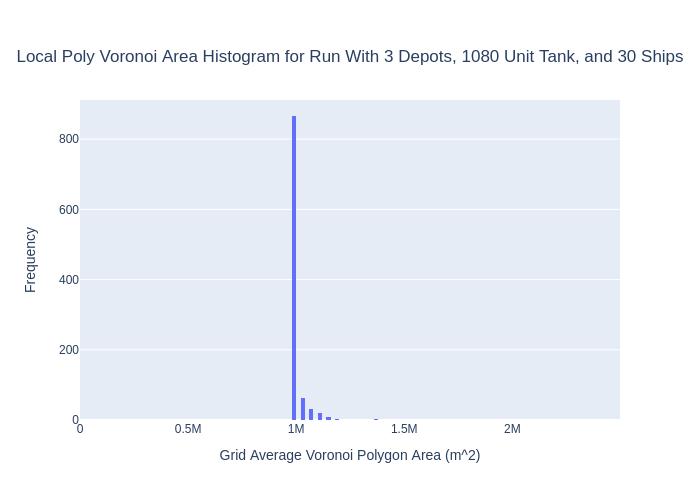 Local Poly Voronoi Area Histogram for Run With 3 Depots, 1080 Unit Tank, and 30 Ships
800
600
400
200
0
Frequency
0
0.5M
1M
1.5M
2M
Grid Average Voronoi Polygon Area (m^2)